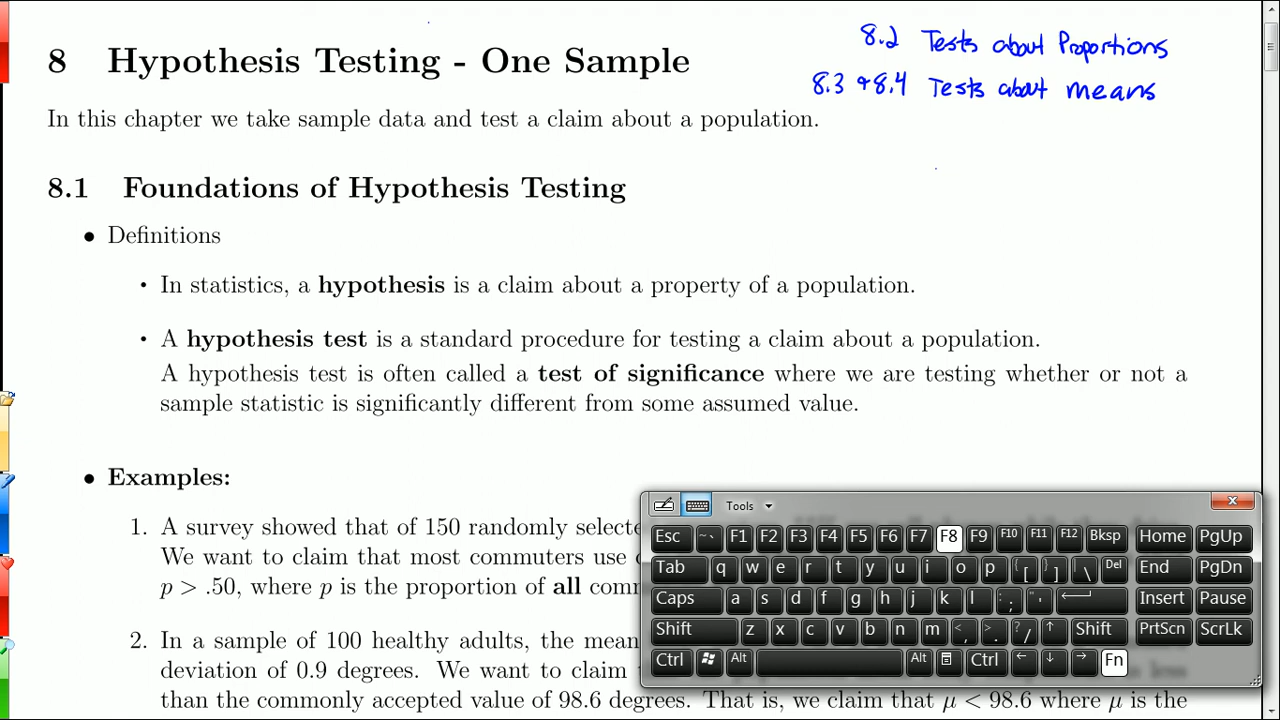 8 Hypothesis Testing - One Sample
8.2 Tests about Proportions
8.3 & 8.4 Tests about means
In this chapter we take sample data and test a claim about a population.
8.1 Foundations of Hypothesis Testing
• Definitions
· In statistics, a hypothesis is a claim about a property of a population.
· A hypothesis test is a standard procedure for testing a claim about a population.
A hypothesis test is often called a test of significance where we are testing whether or not a
sample statistic is significantly different from some assumed value.
• Examples:
1. A survey showed that of 150 randomly selecte
We want to claim that most commuters use
p > .50, where p is the proportion of all com
2. In a sample of 100 healthy adults, the mean
deviation of 0.9 degrees. We want to claim
than the commonly accepted value of 98.6 degrees. That is, we claim that μ < 98.6 where μ is the
Tools
Esc ~ ` F1 F2 F3 F4 F5 F6 F7 F8 F9 F10 F11 F12 Bksp Home PgUp
Tab q w e r t y u i o p { [ } ] | \ Del End PgDn
Caps a s d f g h j k l : ; " ' Insert Pause
Shift z x c v b n m < , > . ? / ↑ Shift PrtScn ScrLk
Ctrl Alt Alt Ctrl ← ↓ → Fn